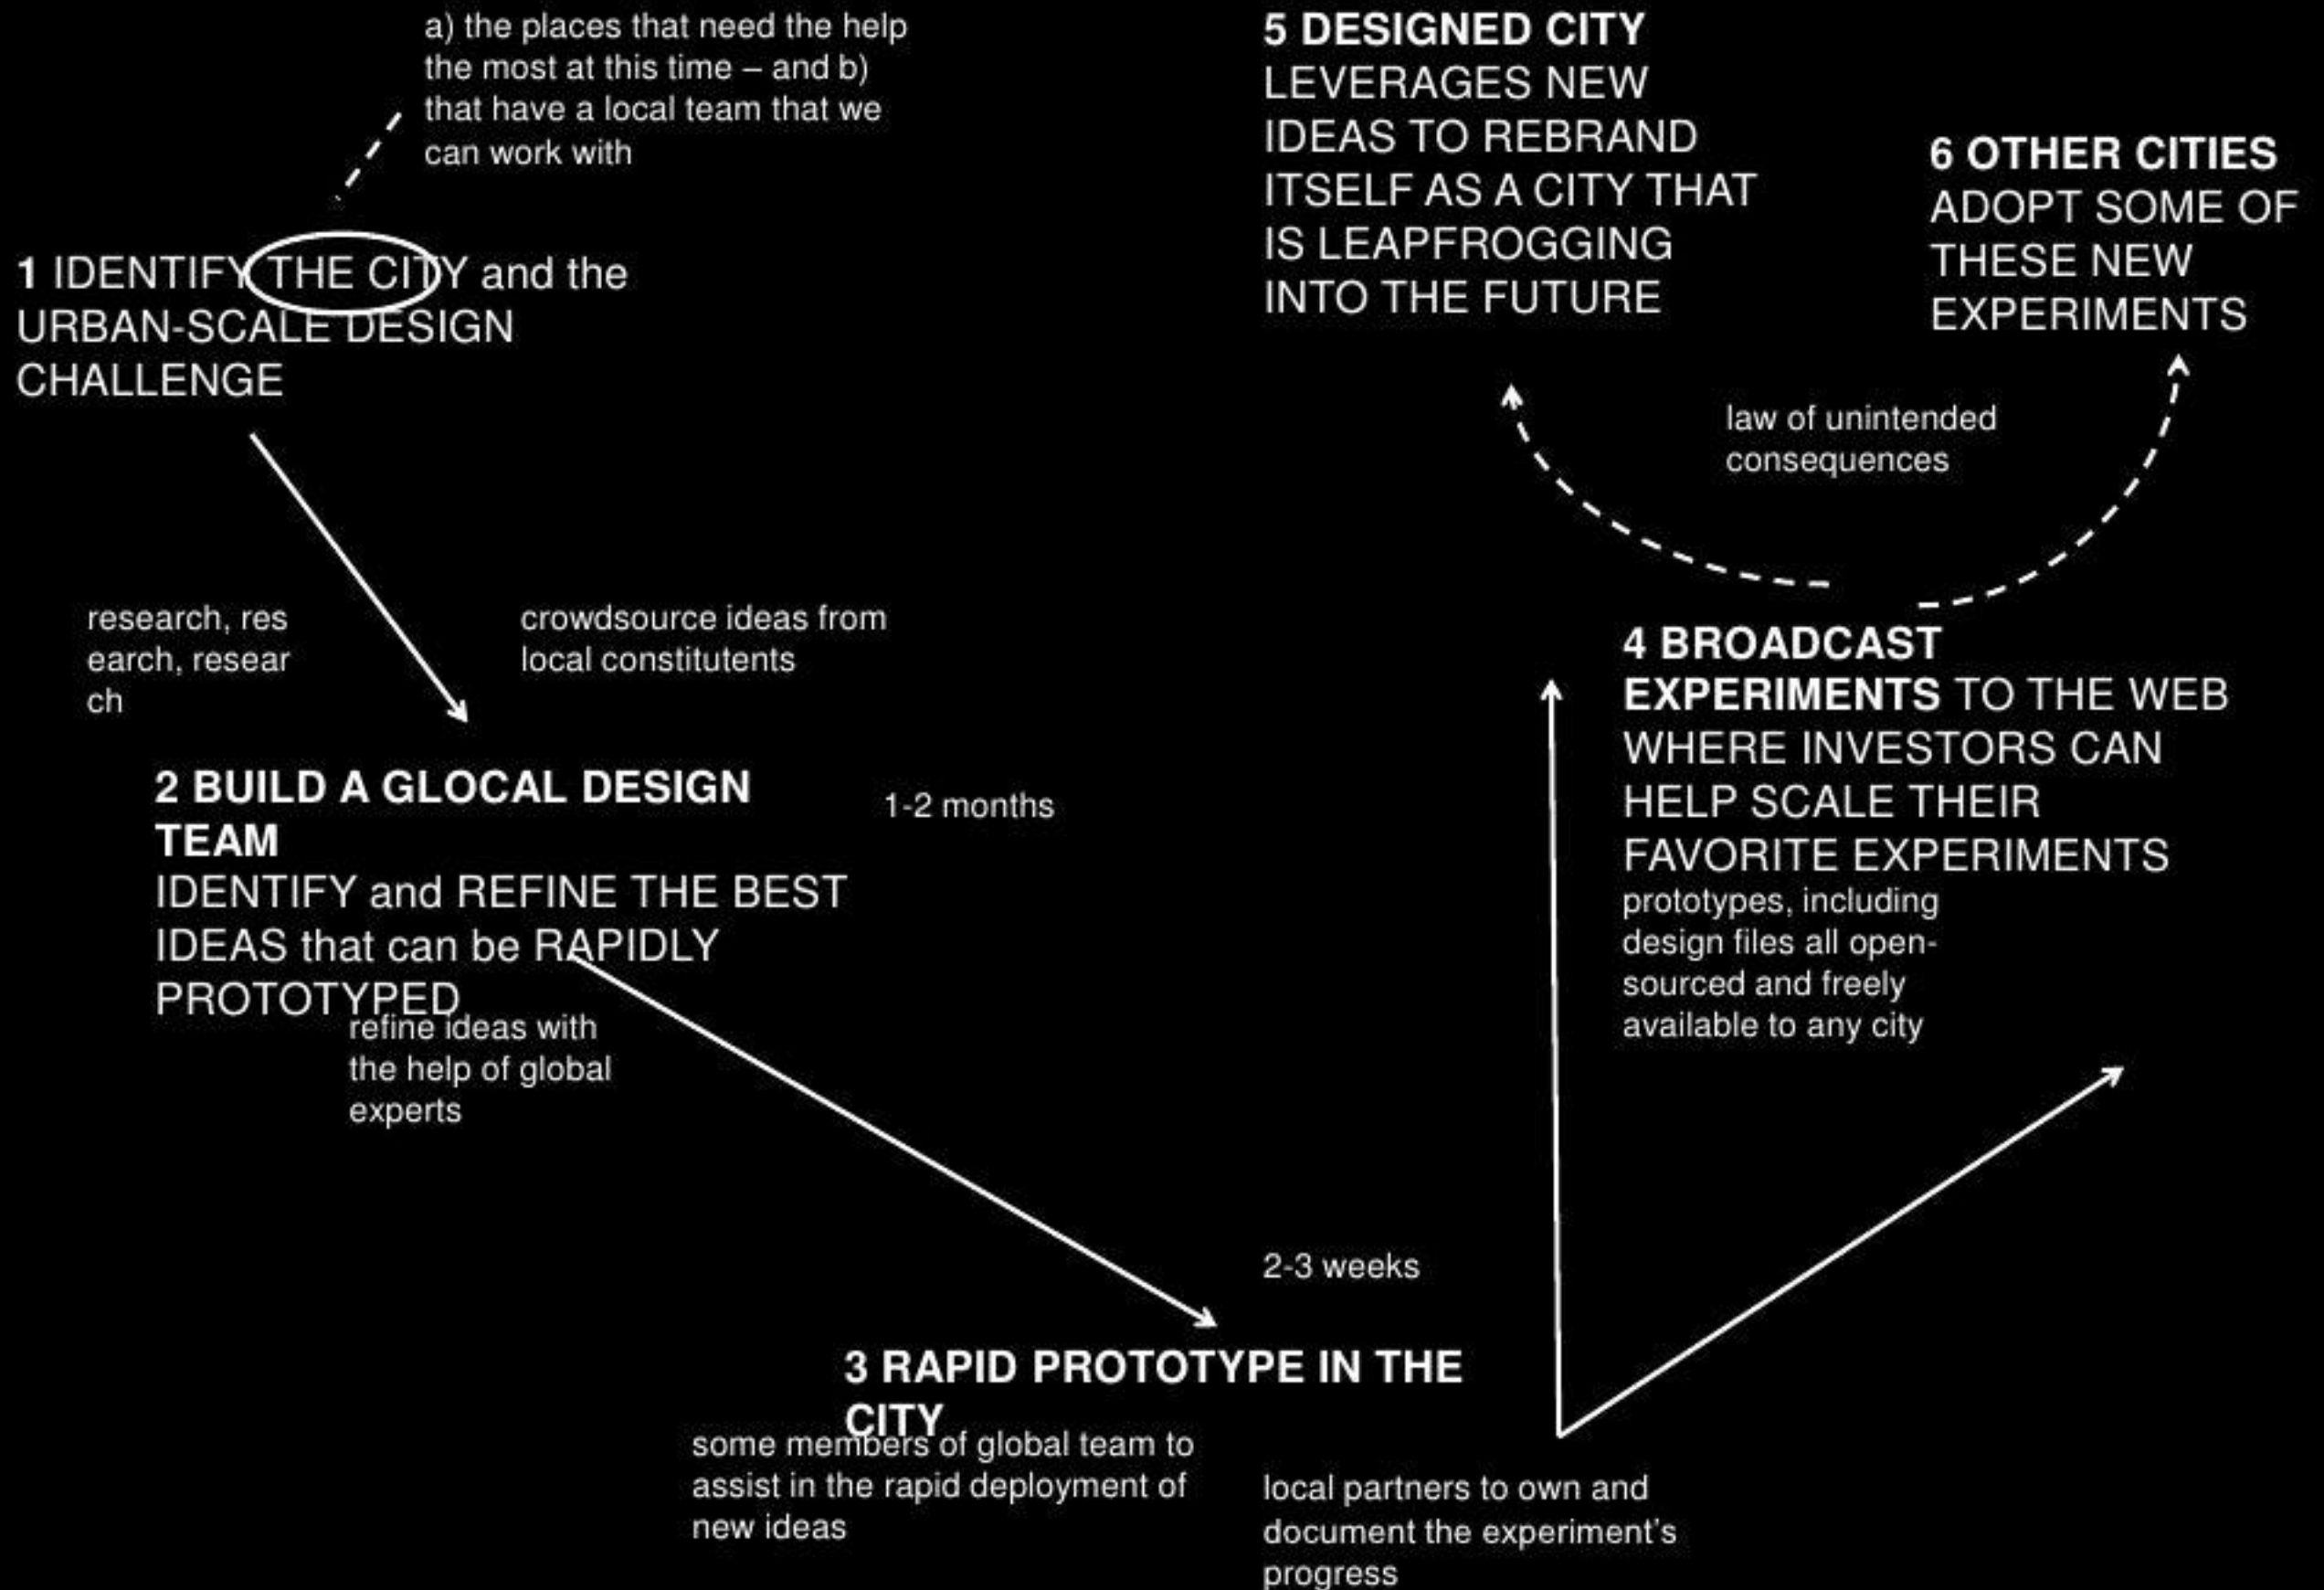 a) the places that need the help
the most at this time – and b)
that have a local team that we
can work with
1 IDENTIFY THE CITY and the
URBAN-SCALE DESIGN
CHALLENGE
research, res
earch, resear
ch
crowdsource ideas from
local constitutents
2 BUILD A GLOCAL DESIGN
TEAM
IDENTIFY and REFINE THE BEST
IDEAS that can be RAPIDLY
PROTOTYPED
1-2 months
refine ideas with
the help of global
experts
2-3 weeks
3 RAPID PROTOTYPE IN THE
CITY
some members of global team to
assist in the rapid deployment of
new ideas
local partners to own and
document the experiment's
progress
4 BROADCAST
EXPERIMENTS TO THE WEB
WHERE INVESTORS CAN
HELP SCALE THEIR
FAVORITE EXPERIMENTS
prototypes, including
design files all open-
sourced and freely
available to any city
law of unintended
consequences
5 DESIGNED CITY
LEVERAGES NEW
IDEAS TO REBRAND
ITSELF AS A CITY THAT
IS LEAPFROGGING
INTO THE FUTURE
6 OTHER CITIES
ADOPT SOME OF
THESE NEW
EXPERIMENTS